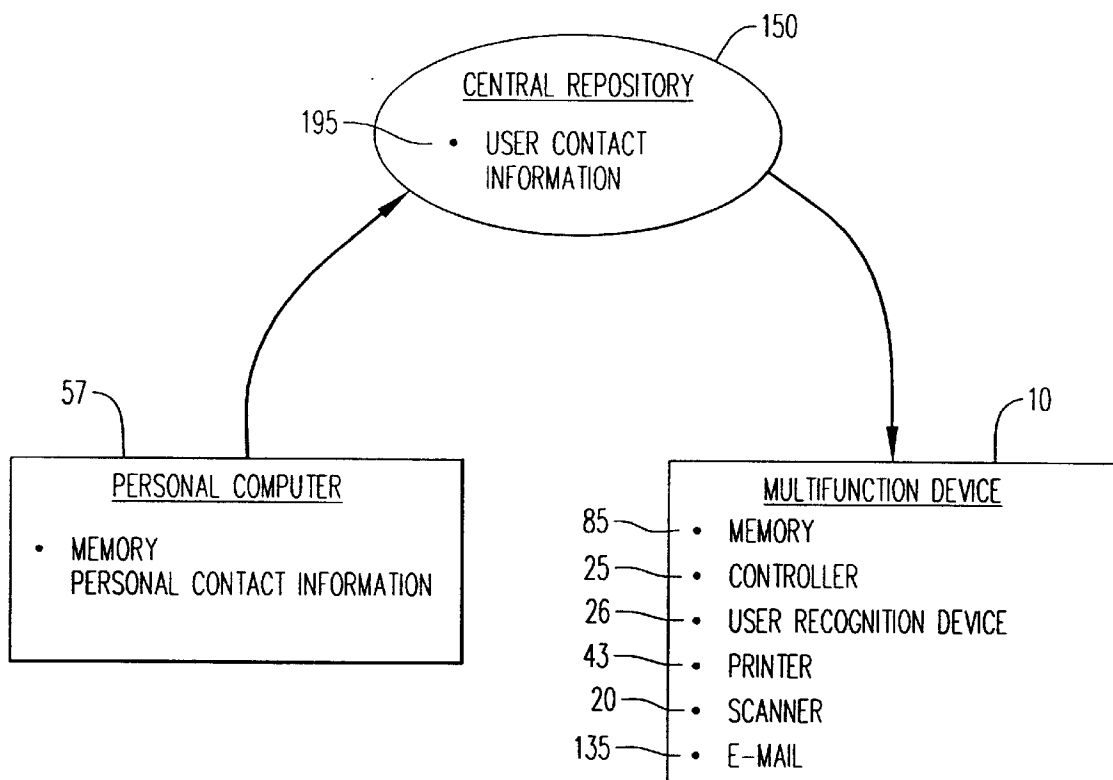 150
CENTRAL REPOSITORY
195
• USER CONTACT
INFORMATION
57
PERSONAL COMPUTER
• MEMORY
PERSONAL CONTACT INFORMATION
10
MULTIFUNCTION DEVICE
85 • MEMORY
25 • CONTROLLER
26 • USER RECOGNITION DEVICE
43 • PRINTER
20 • SCANNER
135 • E-MAIL